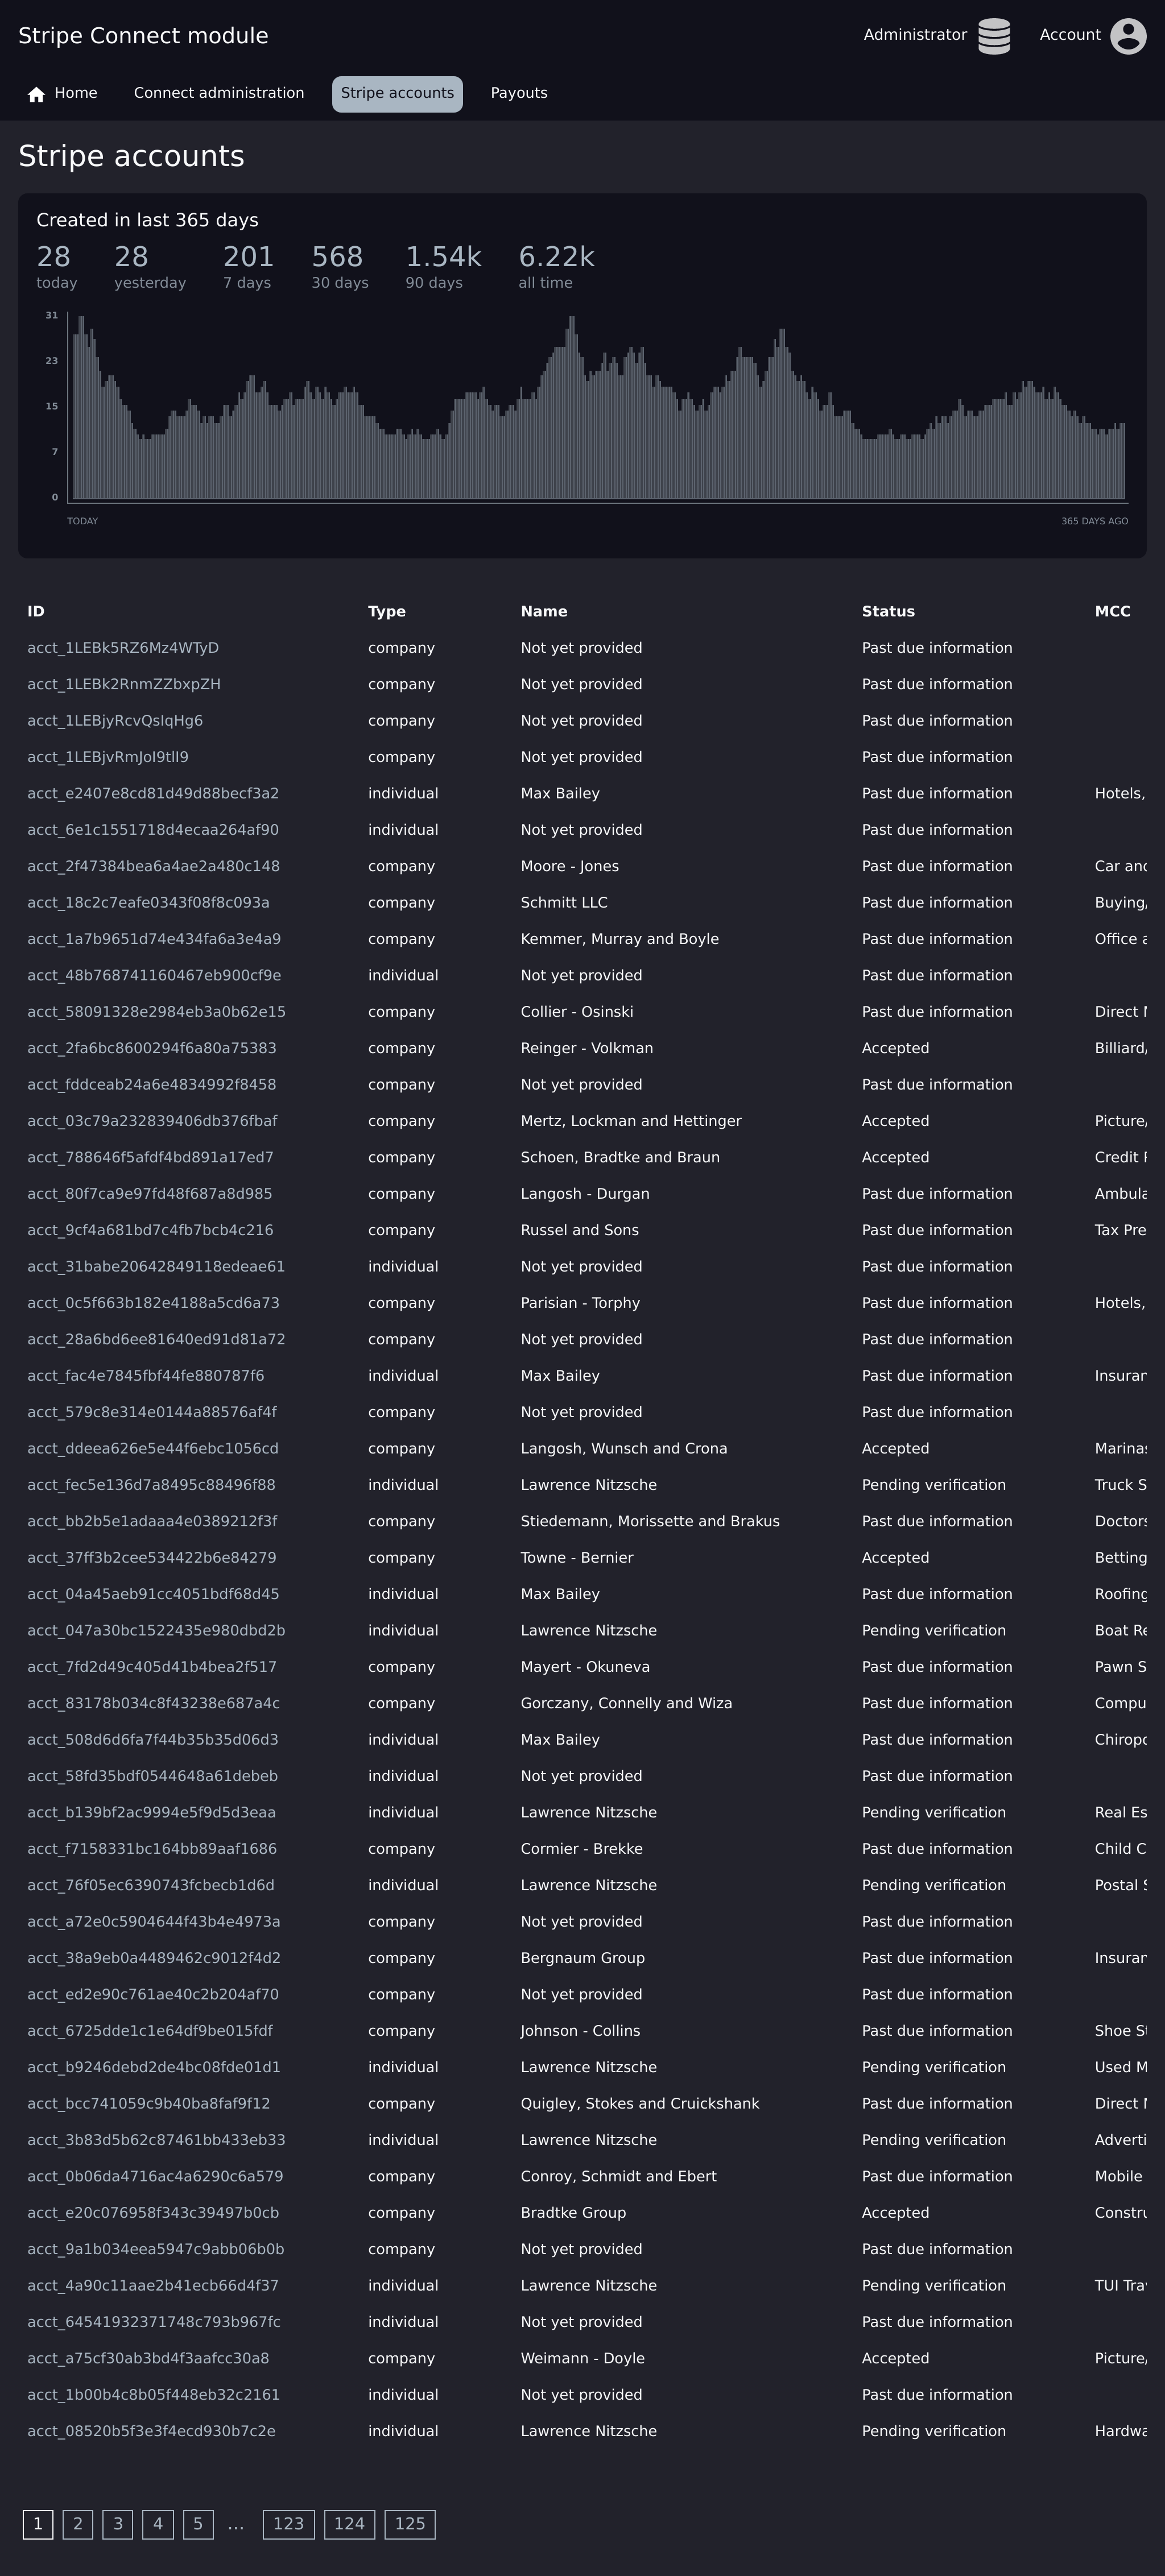 Stripe Connect module
Administrator
Account
Home Connect administration Stripe accounts Payouts
Stripe accounts
Created in last 365 days
28 28 201 568 1.54k 6.22k
today yesterday 7 days 30 days 90 days all time
31
23
15
7
0
TODAY 365 DAYS AGO
ID Type Name Status MCC
acct_1LEBk5RZ6Mz4WTyD company Not yet provided Past due information
acct_1LEBk2RnmZZbxpZH company Not yet provided Past due information
acct_1LEBjyRcvQsIqHg6 company Not yet provided Past due information
acct_1LEBjvRmJoI9tlI9 company Not yet provided Past due information
acct_e2407e8cd81d49d88becf3a2 individual Max Bailey Past due information Hotels,
acct_6e1c1551718d4ecaa264af90 individual Not yet provided Past due information
acct_2f47384bea6a4ae2a480c148 company Moore - Jones Past due information Car and
acct_18c2c7eafe0343f08f8c093a company Schmitt LLC Past due information Buying/
acct_1a7b9651d74e434fa6a3e4a9 company Kemmer, Murray and Boyle Past due information Office a
acct_48b768741160467eb900cf9e individual Not yet provided Past due information
acct_58091328e2984eb3a0b62e15 company Collier - Osinski Past due information Direct M
acct_2fa6bc8600294f6a80a75383 company Reinger - Volkman Accepted Billiard/
acct_fddceab24a6e4834992f8458 company Not yet provided Past due information
acct_03c79a232839406db376fbaf company Mertz, Lockman and Hettinger Accepted Picture/
acct_788646f5afdf4bd891a17ed7 company Schoen, Bradtke and Braun Accepted Credit R
acct_80f7ca9e97fd48f687a8d985 company Langosh - Durgan Past due information Ambula
acct_9cf4a681bd7c4fb7bcb4c216 company Russel and Sons Past due information Tax Pre
acct_31babe20642849118edeae61 individual Not yet provided Past due information
acct_0c5f663b182e4188a5cd6a73 company Parisian - Torphy Past due information Hotels,
acct_28a6bd6ee81640ed91d81a72 company Not yet provided Past due information
acct_fac4e7845fbf44fe880787f6 individual Max Bailey Past due information Insuran
acct_579c8e314e0144a88576af4f company Not yet provided Past due information
acct_ddeea626e5e44f6ebc1056cd company Langosh, Wunsch and Crona Accepted Marinas
acct_fec5e136d7a8495c88496f88 individual Lawrence Nitzsche Pending verification Truck S
acct_bb2b5e1adaaa4e0389212f3f company Stiedemann, Morissette and Brakus Past due information Doctors
acct_37ff3b2cee534422b6e84279 company Towne - Bernier Accepted Betting
acct_04a45aeb91cc4051bdf68d45 individual Max Bailey Past due information Roofing
acct_047a30bc1522435e980dbd2b individual Lawrence Nitzsche Pending verification Boat Re
acct_7fd2d49c405d41b4bea2f517 company Mayert - Okuneva Past due information Pawn S
acct_83178b034c8f43238e687a4c company Gorczany, Connelly and Wiza Past due information Compu
acct_508d6d6fa7f44b35b35d06d3 individual Max Bailey Past due information Chiropo
acct_58fd35bdf0544648a61debeb individual Not yet provided Past due information
acct_b139bf2ac9994e5f9d5d3eaa individual Lawrence Nitzsche Pending verification Real Es
acct_f7158331bc164bb89aaf1686 company Cormier - Brekke Past due information Child C
acct_76f05ec6390743fcbecb1d6d individual Lawrence Nitzsche Pending verification Postal S
acct_a72e0c5904644f43b4e4973a company Not yet provided Past due information
acct_38a9eb0a4489462c9012f4d2 company Bergnaum Group Past due information Insuran
acct_ed2e90c761ae40c2b204af70 company Not yet provided Past due information
acct_6725dde1c1e64df9be015fdf company Johnson - Collins Past due information Shoe St
acct_b9246debd2de4bc08fde01d1 individual Lawrence Nitzsche Pending verification Used M
acct_bcc741059c9b40ba8faf9f12 company Quigley, Stokes and Cruickshank Past due information Direct M
acct_3b83d5b62c87461bb433eb33 individual Lawrence Nitzsche Pending verification Adverti
acct_0b06da4716ac4a6290c6a579 company Conroy, Schmidt and Ebert Past due information Mobile
acct_e20c076958f343c39497b0cb company Bradtke Group Accepted Constru
acct_9a1b034eea5947c9abb06b0b company Not yet provided Past due information
acct_4a90c11aae2b41ecb66d4f37 individual Lawrence Nitzsche Pending verification TUI Trav
acct_64541932371748c793b967fc individual Not yet provided Past due information
acct_a75cf30ab3bd4f3aafcc30a8 company Weimann - Doyle Accepted Picture/
acct_1b00b4c8b05f448eb32c2161 individual Not yet provided Past due information
acct_08520b5f3e3f4ecd930b7c2e individual Lawrence Nitzsche Pending verification Hardwa
1 2 3 4 5 … 123 124 125